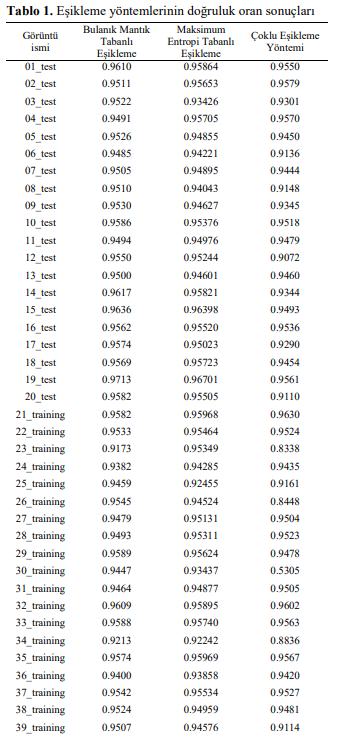 Tablo 1. Eşikleme yöntemlerinin doğruluk oran sonuçları
Görüntü ismi Bulanık Mantık Tabanlı Eşikleme Maksimum Entropi Tabanlı Eşikleme Çoklu Eşikleme Yöntemi
01_test 0.9610 0.95864 0.9550
02_test 0.9511 0.95653 0.9579
03_test 0.9522 0.93426 0.9301
04_test 0.9491 0.95705 0.9570
05_test 0.9526 0.94855 0.9450
06_test 0.9485 0.94221 0.9136
07_test 0.9505 0.94895 0.9444
08_test 0.9510 0.94043 0.9148
09_test 0.9530 0.94627 0.9345
10_test 0.9586 0.95376 0.9518
11_test 0.9494 0.94976 0.9479
12_test 0.9550 0.95244 0.9072
13_test 0.9500 0.94601 0.9460
14_test 0.9617 0.95821 0.9344
15_test 0.9636 0.96398 0.9493
16_test 0.9562 0.95520 0.9536
17_test 0.9574 0.95023 0.9290
18_test 0.9569 0.95723 0.9454
19_test 0.9713 0.96701 0.9561
20_test 0.9582 0.95505 0.9110
21_training 0.9582 0.95968 0.9630
22_training 0.9533 0.95464 0.9524
23_training 0.9173 0.95349 0.8338
24_training 0.9382 0.94285 0.9435
25_training 0.9459 0.92455 0.9161
26_training 0.9545 0.94524 0.8448
27_training 0.9479 0.95131 0.9504
28_training 0.9493 0.95311 0.9523
29_training 0.9589 0.95624 0.9478
30_training 0.9447 0.93437 0.5305
31_training 0.9464 0.94877 0.9505
32_training 0.9609 0.95895 0.9602
33_training 0.9588 0.95740 0.9563
34_training 0.9213 0.92242 0.8836
35_training 0.9574 0.95969 0.9567
36_training 0.9400 0.93858 0.9420
37_training 0.9542 0.95534 0.9527
38_training 0.9524 0.94959 0.9481
39_training 0.9507 0.94576 0.9114